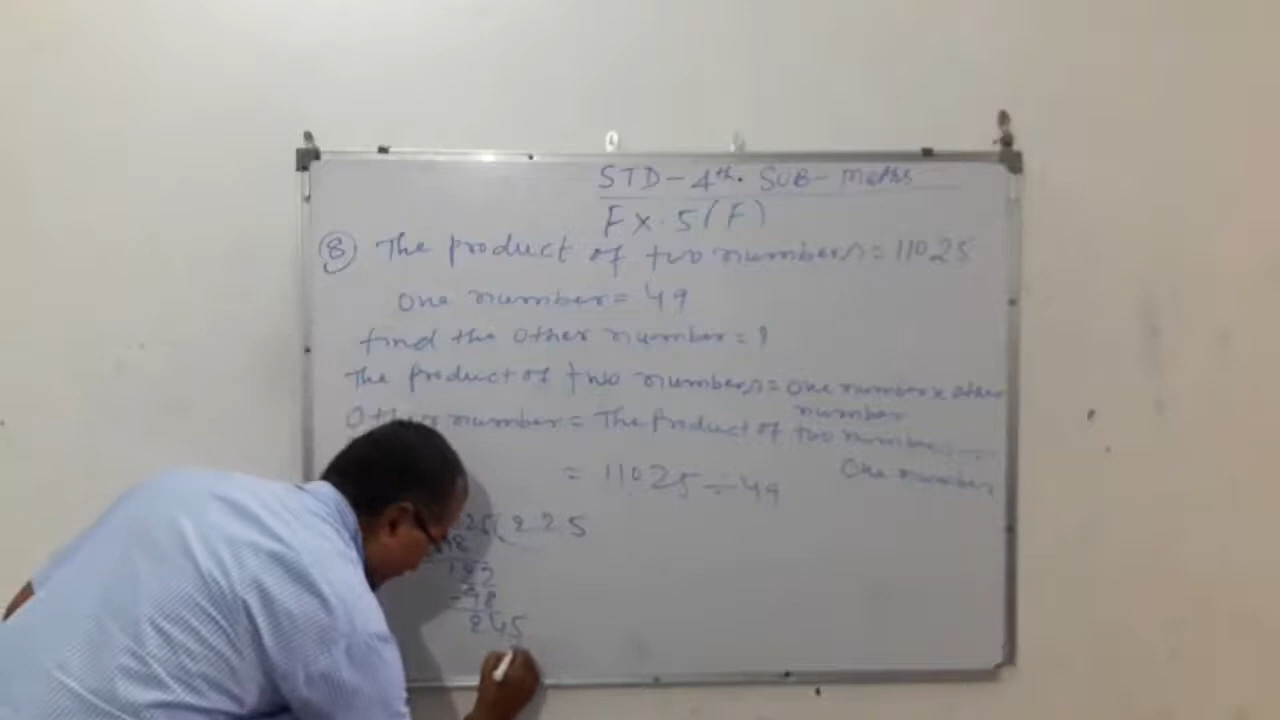 STD-4th. SUB-Maths
Ex.5(F)
(8) The product of two numbers = 11025
one number = 49
find the other number = ?
The product of two numbers = one number x other
number
Other number = The product of two numbers ÷
One number
= 11025 ÷ 49
25(225
98
122
-98
245